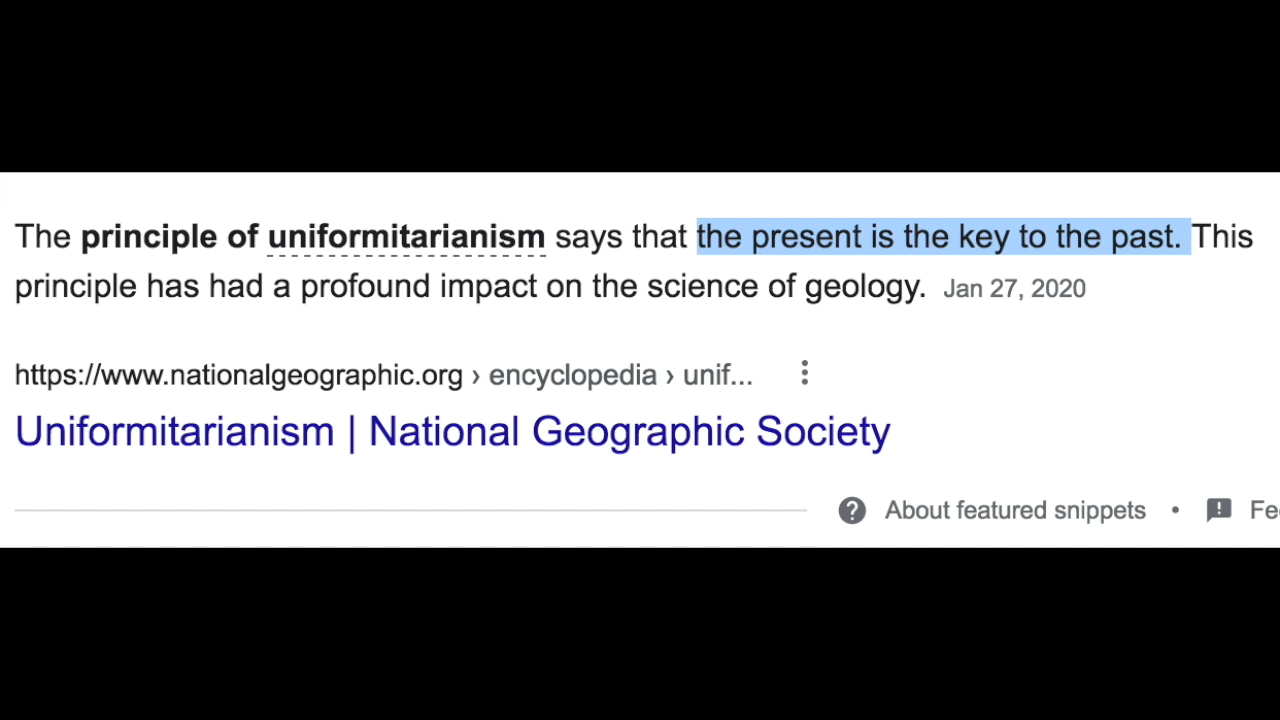 The principle of uniformitarianism says that the present is the key to the past. This
principle has had a profound impact on the science of geology. Jan 27, 2020
https://www.nationalgeographic.org › encyclopedia › unif...
Uniformitarianism | National Geographic Society
About featured snippets • Fe